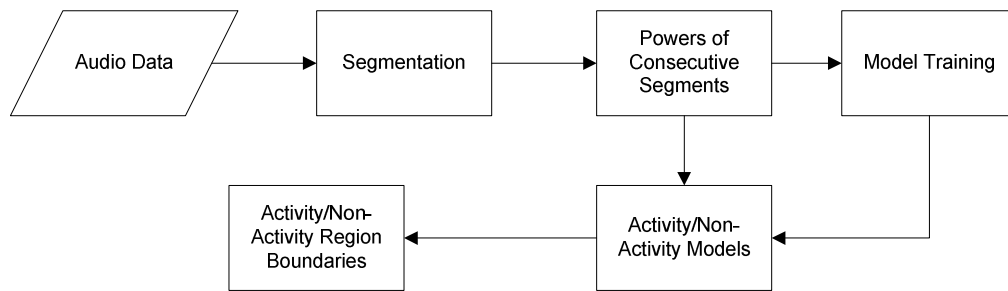 Audio Data
Segmentation
Powers of
Consecutive
Segments
Model Training
Activity/Non-
Activity Region
Boundaries
Activity/Non-
Activity Models